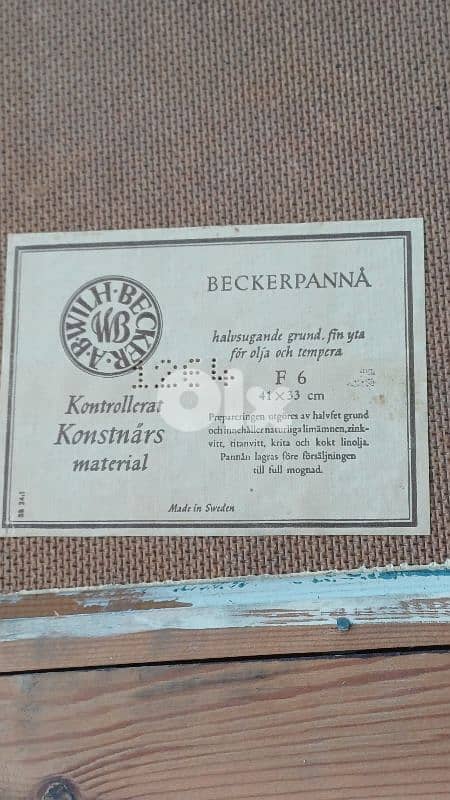 A·B·WILH·BECKER·
WB
BECKERPANNÅ
halvsugande grund. fin yta
för olja och tempera
1264
F 6
41 × 33 cm
Kontrollerat
Konstnärs
material
Prepareringen utgöres av halvfet grund
och innehåller naturliga limämnen, zink-
vitt, titanvitt, krita och kokt linolja.
Pannån lagras före försäljningen
till full mognad.
Made in Sweden
olx